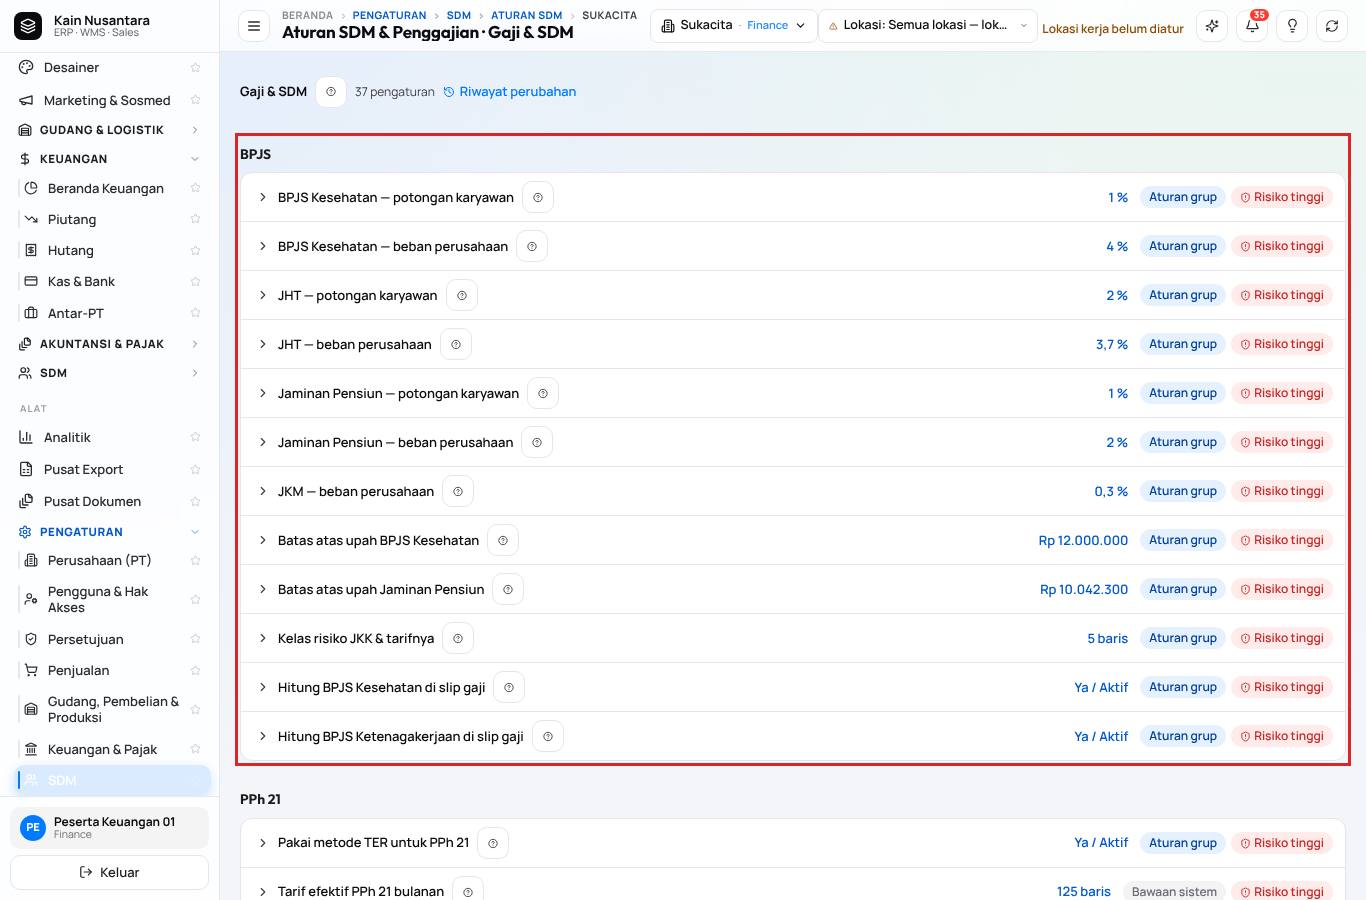 Kain Nusantara
ERP · WMS · Sales
Desainer
Marketing & Sosmed
GUDANG & LOGISTIK
KEUANGAN
Beranda Keuangan
Piutang
Hutang
Kas & Bank
Antar-PT
AKUNTANSI & PAJAK
SDM
ALAT
Analitik
Pusat Export
Pusat Dokumen
PENGATURAN
Perusahaan (PT)
Pengguna & Hak
Akses
Persetujuan
Penjualan
Gudang, Pembelian &
Produksi
Keuangan & Pajak
SDM
PE
Peserta Keuangan 01
Finance
Keluar
BERANDA > PENGATURAN > SDM > ATURAN SDM > SUKACITA
Aturan SDM & Penggajian · Gaji & SDM
Sukacita · Finance
Lokasi: Semua lokasi — lok...
Lokasi kerja belum diatur
35
Gaji & SDM 37 pengaturan Riwayat perubahan
BPJS
BPJS Kesehatan — potongan karyawan 1 % Aturan grup Risiko tinggi
BPJS Kesehatan — beban perusahaan 4 % Aturan grup Risiko tinggi
JHT — potongan karyawan 2 % Aturan grup Risiko tinggi
JHT — beban perusahaan 3,7 % Aturan grup Risiko tinggi
Jaminan Pensiun — potongan karyawan 1 % Aturan grup Risiko tinggi
Jaminan Pensiun — beban perusahaan 2 % Aturan grup Risiko tinggi
JKM — beban perusahaan 0,3 % Aturan grup Risiko tinggi
Batas atas upah BPJS Kesehatan Rp 12.000.000 Aturan grup Risiko tinggi
Batas atas upah Jaminan Pensiun Rp 10.042.300 Aturan grup Risiko tinggi
Kelas risiko JKK & tarifnya 5 baris Aturan grup Risiko tinggi
Hitung BPJS Kesehatan di slip gaji Ya / Aktif Aturan grup Risiko tinggi
Hitung BPJS Ketenagakerjaan di slip gaji Ya / Aktif Aturan grup Risiko tinggi
PPh 21
Pakai metode TER untuk PPh 21 Ya / Aktif Aturan grup Risiko tinggi
Tarif efektif PPh 21 bulanan 125 baris Bawaan sistem Risiko tinggi